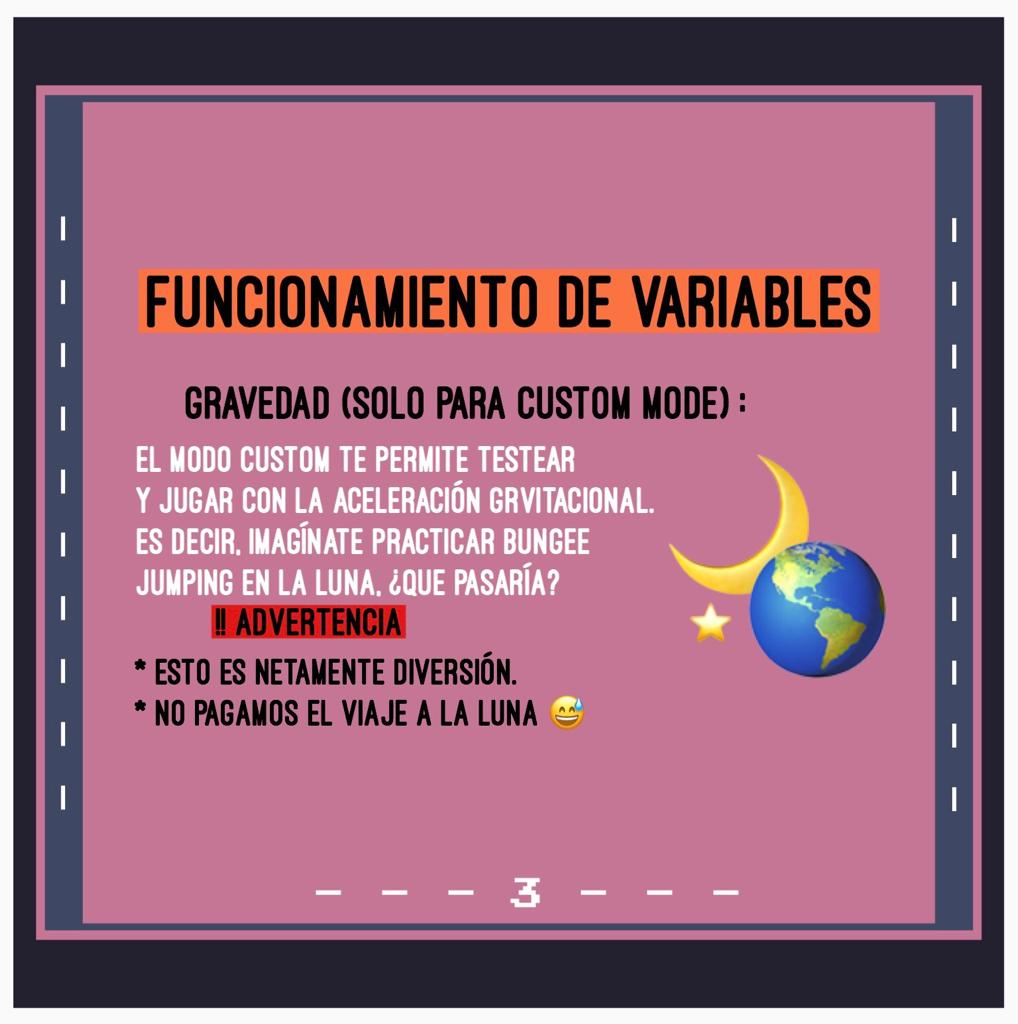 FUNCIONAMIENTO DE VARIABLES
GRAVEDAD (SOLO PARA CUSTOM MODE) :
EL MODO CUSTOM TE PERMITE TESTEAR
Y JUGAR CON LA ACELERACIÓN GRVITACIONAL.
ES DECIR, IMAGÍNATE PRACTICAR BUNGEE
JUMPING EN LA LUNA, ¿QUE PASARÍA?
!! ADVERTENCIA
* ESTO ES NETAMENTE DIVERSIÓN.
* NO PAGAMOS EL VIAJE A LA LUNA 😅
— — — 3 — — —